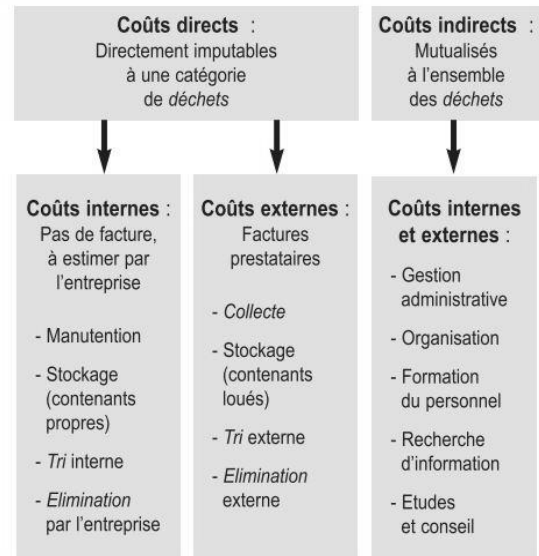 Coûts directs :
Directement imputables
à une catégorie
de déchets
Coûts indirects :
Mutualisés
à l'ensemble
des déchets
Coûts internes :
Pas de facture,
à estimer par
l'entreprise
- Manutention
- Stockage
(contenants
propres)
- Tri interne
- Elimination
par l'entreprise
Coûts externes :
Factures
prestataires
- Collecte
- Stockage
(contenants
loués)
- Tri externe
- Elimination
externe
Coûts internes
et externes :
- Gestion
administrative
- Organisation
- Formation
du personnel
- Recherche
d'information
- Etudes
et conseil